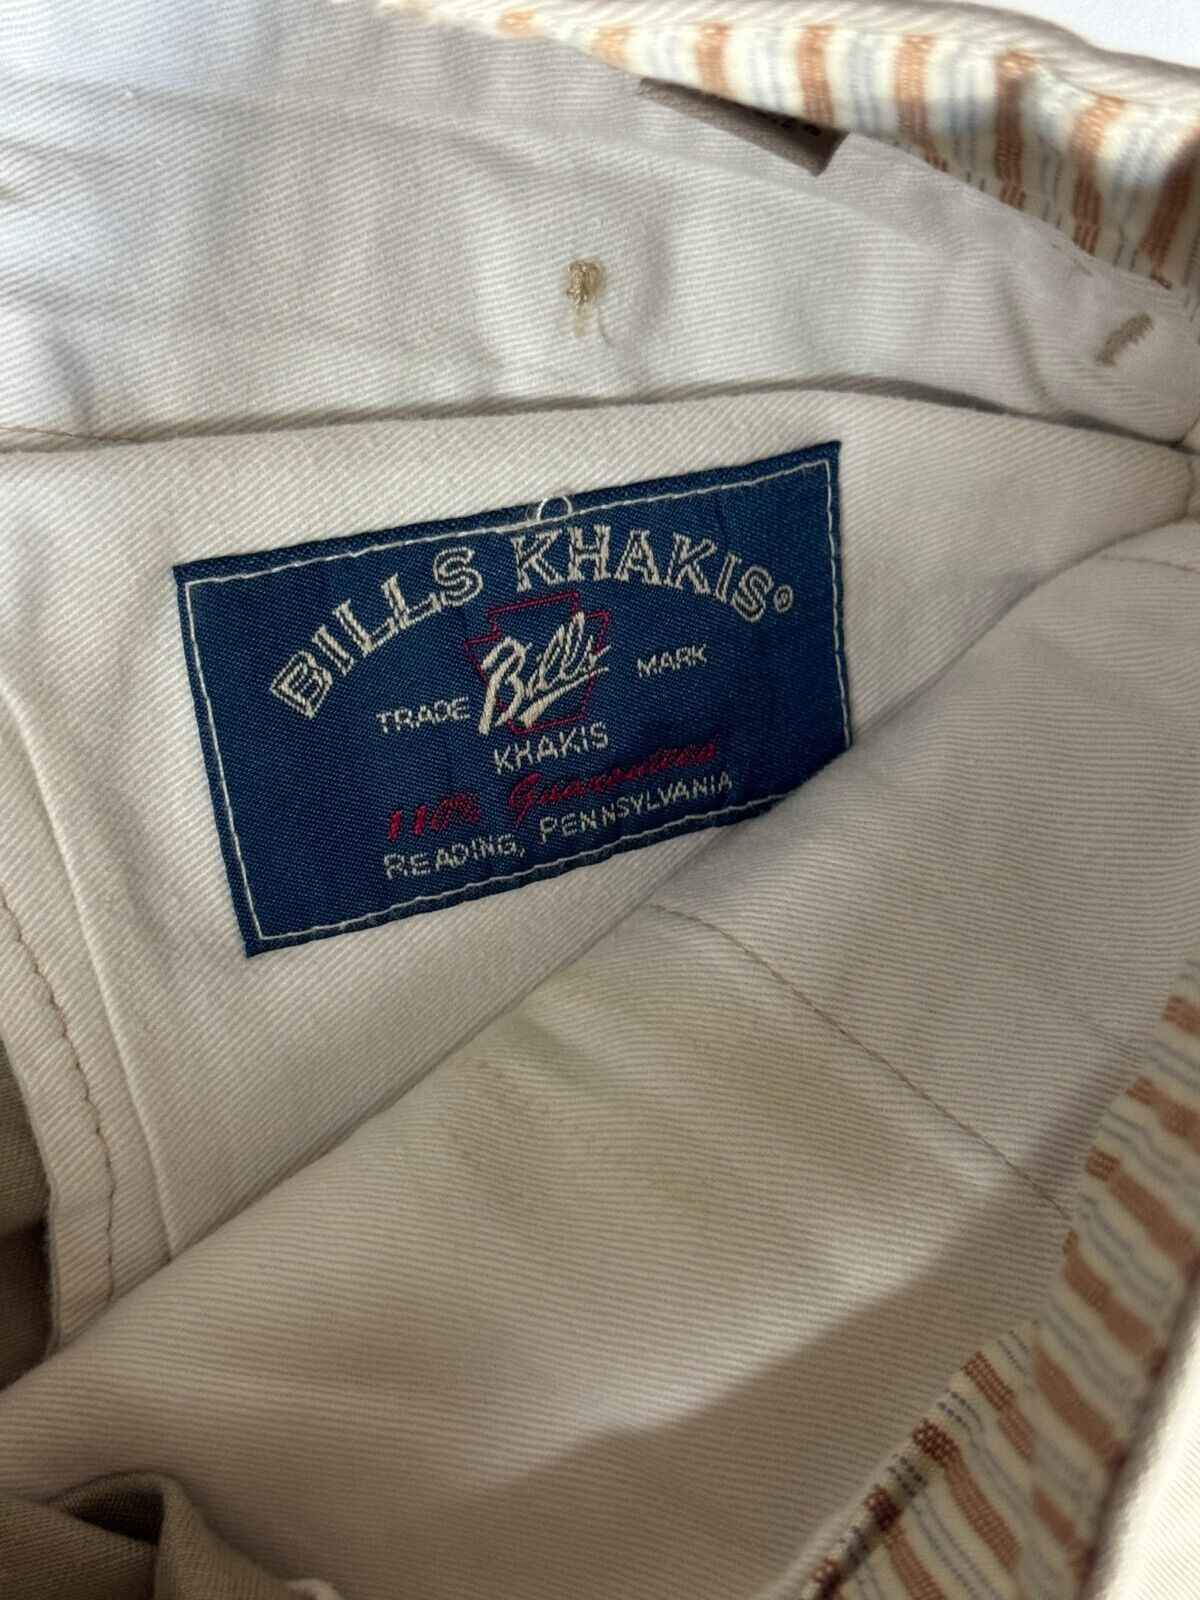 BILLS KHAKIS®
Bills
TRADE MARK
KHAKIS
110% Guaranteed
READING, PENNSYLVANIA